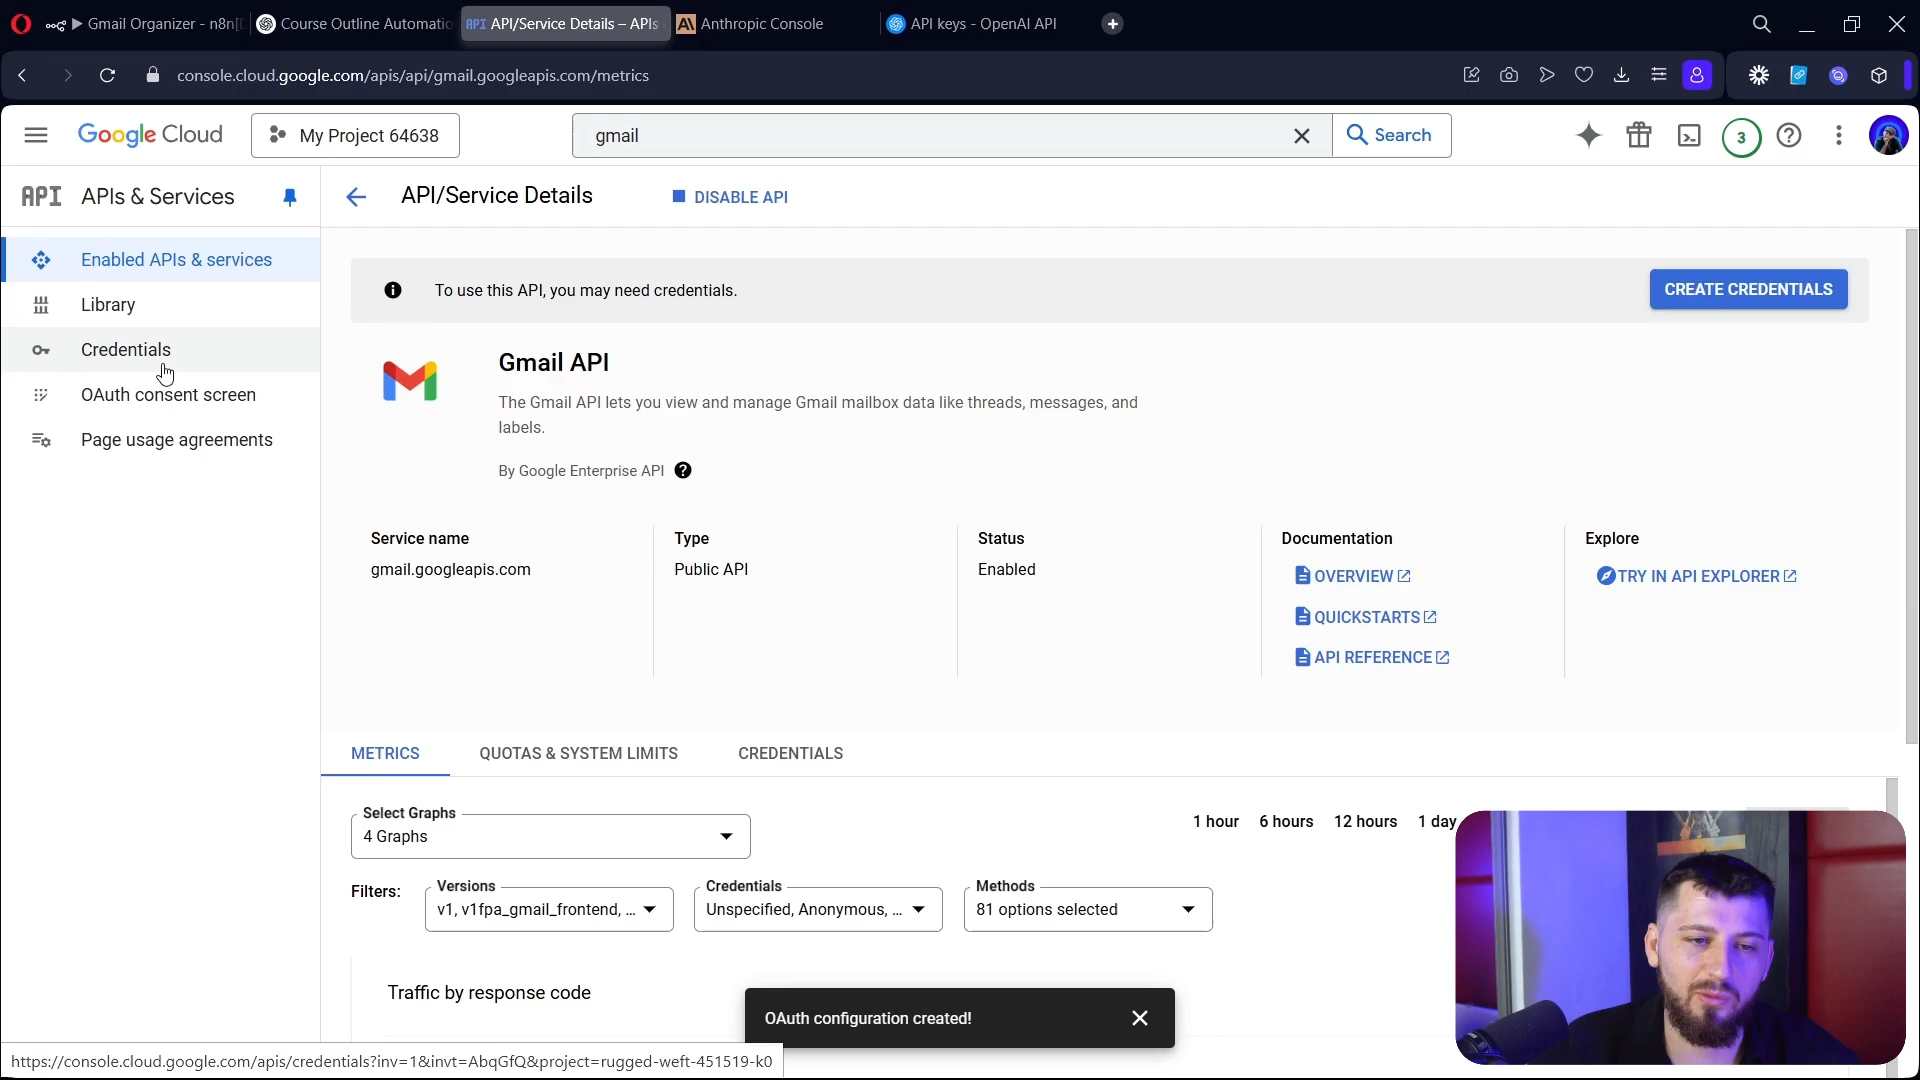 Gmail Organizer - n8n[
Course Outline Automatio
API API/Service Details – APIs
Anthropic Console
API keys - OpenAI API
console.cloud.google.com/apis/api/gmail.googleapis.com/metrics
Google Cloud
My Project 64638
gmail
Search
3
API APIs & Services
API/Service Details
DISABLE API
Enabled APIs & services
Library
Credentials
OAuth consent screen
Page usage agreements
To use this API, you may need credentials.
CREATE CREDENTIALS
Gmail API
The Gmail API lets you view and manage Gmail mailbox data like threads, messages, and
labels.
By Google Enterprise API
Service name
gmail.googleapis.com
Type
Public API
Status
Enabled
Documentation
OVERVIEW
QUICKSTARTS
API REFERENCE
Explore
TRY IN API EXPLORER
METRICS
QUOTAS & SYSTEM LIMITS
CREDENTIALS
Select Graphs
4 Graphs
1 hour
6 hours
12 hours
1 day
Filters:
Versions
v1, v1fpa_gmail_frontend, ...
Credentials
Unspecified, Anonymous, ...
Methods
81 options selected
Traffic by response code
OAuth configuration created!
https://console.cloud.google.com/apis/credentials?inv=1&invt=AbqGfQ&project=rugged-weft-451519-k0